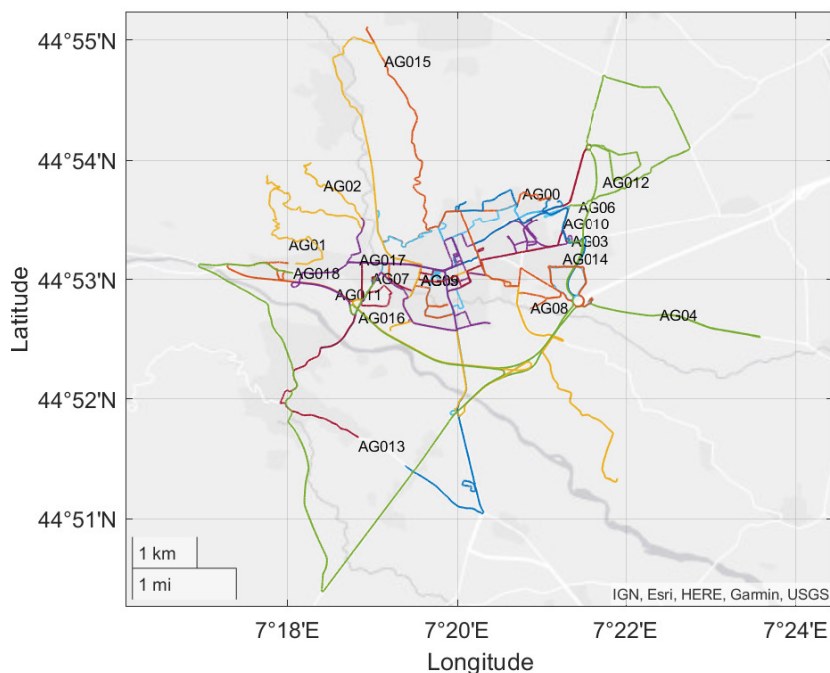 44°55'N
AG015
44°54'N
AG012
AG02
AG00
AG06
AG010
AG01
AG03
AG017
AG014
44°53'N
AG018
AG07
AG09
AG011
AG08
AG016
AG04
Latitude
44°52'N
AG013
44°51'N
1 km
1 mi
IGN, Esri, HERE, Garmin, USGS
7°18'E
7°20'E
7°22'E
7°24'E
Longitude